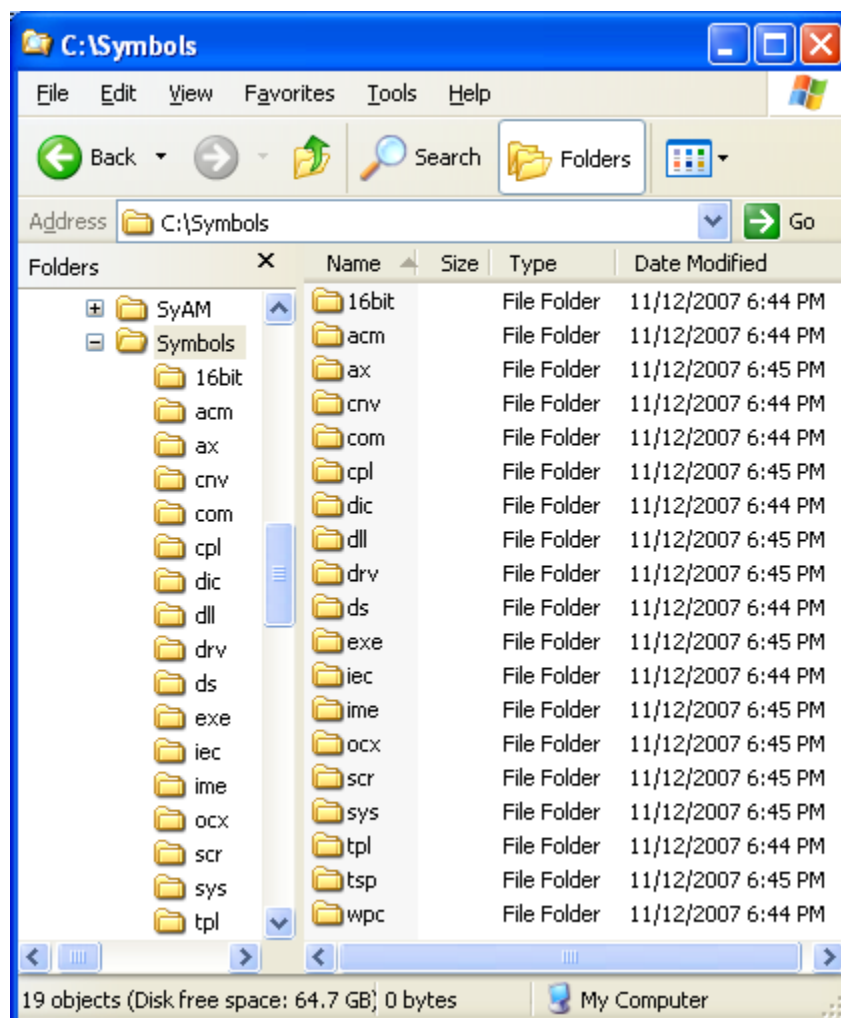 C:\Symbols
File Edit View Favorites Tools Help
Back Search Folders
Address C:\Symbols Go
Folders Name Size Type Date Modified
SyAM
Symbols
16bit
acm
ax
cnv
com
cpl
dic
dll
drv
ds
exe
iec
ime
ocx
scr
sys
tpl
16bit File Folder 11/12/2007 6:44 PM
acm File Folder 11/12/2007 6:44 PM
ax File Folder 11/12/2007 6:45 PM
cnv File Folder 11/12/2007 6:44 PM
com File Folder 11/12/2007 6:44 PM
cpl File Folder 11/12/2007 6:45 PM
dic File Folder 11/12/2007 6:44 PM
dll File Folder 11/12/2007 6:45 PM
drv File Folder 11/12/2007 6:45 PM
ds File Folder 11/12/2007 6:44 PM
exe File Folder 11/12/2007 6:45 PM
iec File Folder 11/12/2007 6:44 PM
ime File Folder 11/12/2007 6:45 PM
ocx File Folder 11/12/2007 6:45 PM
scr File Folder 11/12/2007 6:45 PM
sys File Folder 11/12/2007 6:45 PM
tpl File Folder 11/12/2007 6:44 PM
tsp File Folder 11/12/2007 6:45 PM
wpc File Folder 11/12/2007 6:44 PM
19 objects (Disk free space: 64.7 GB) 0 bytes My Computer